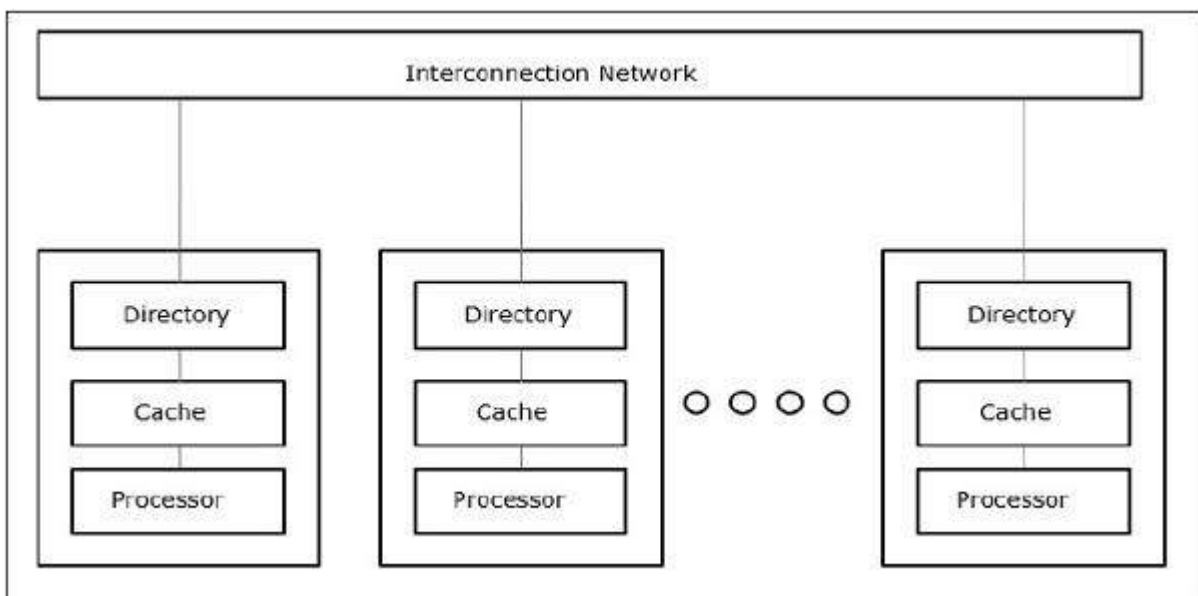 Interconnection Network
Directory
Directory
Directory
Cache
Cache
Cache
Processor
Processor
Processor